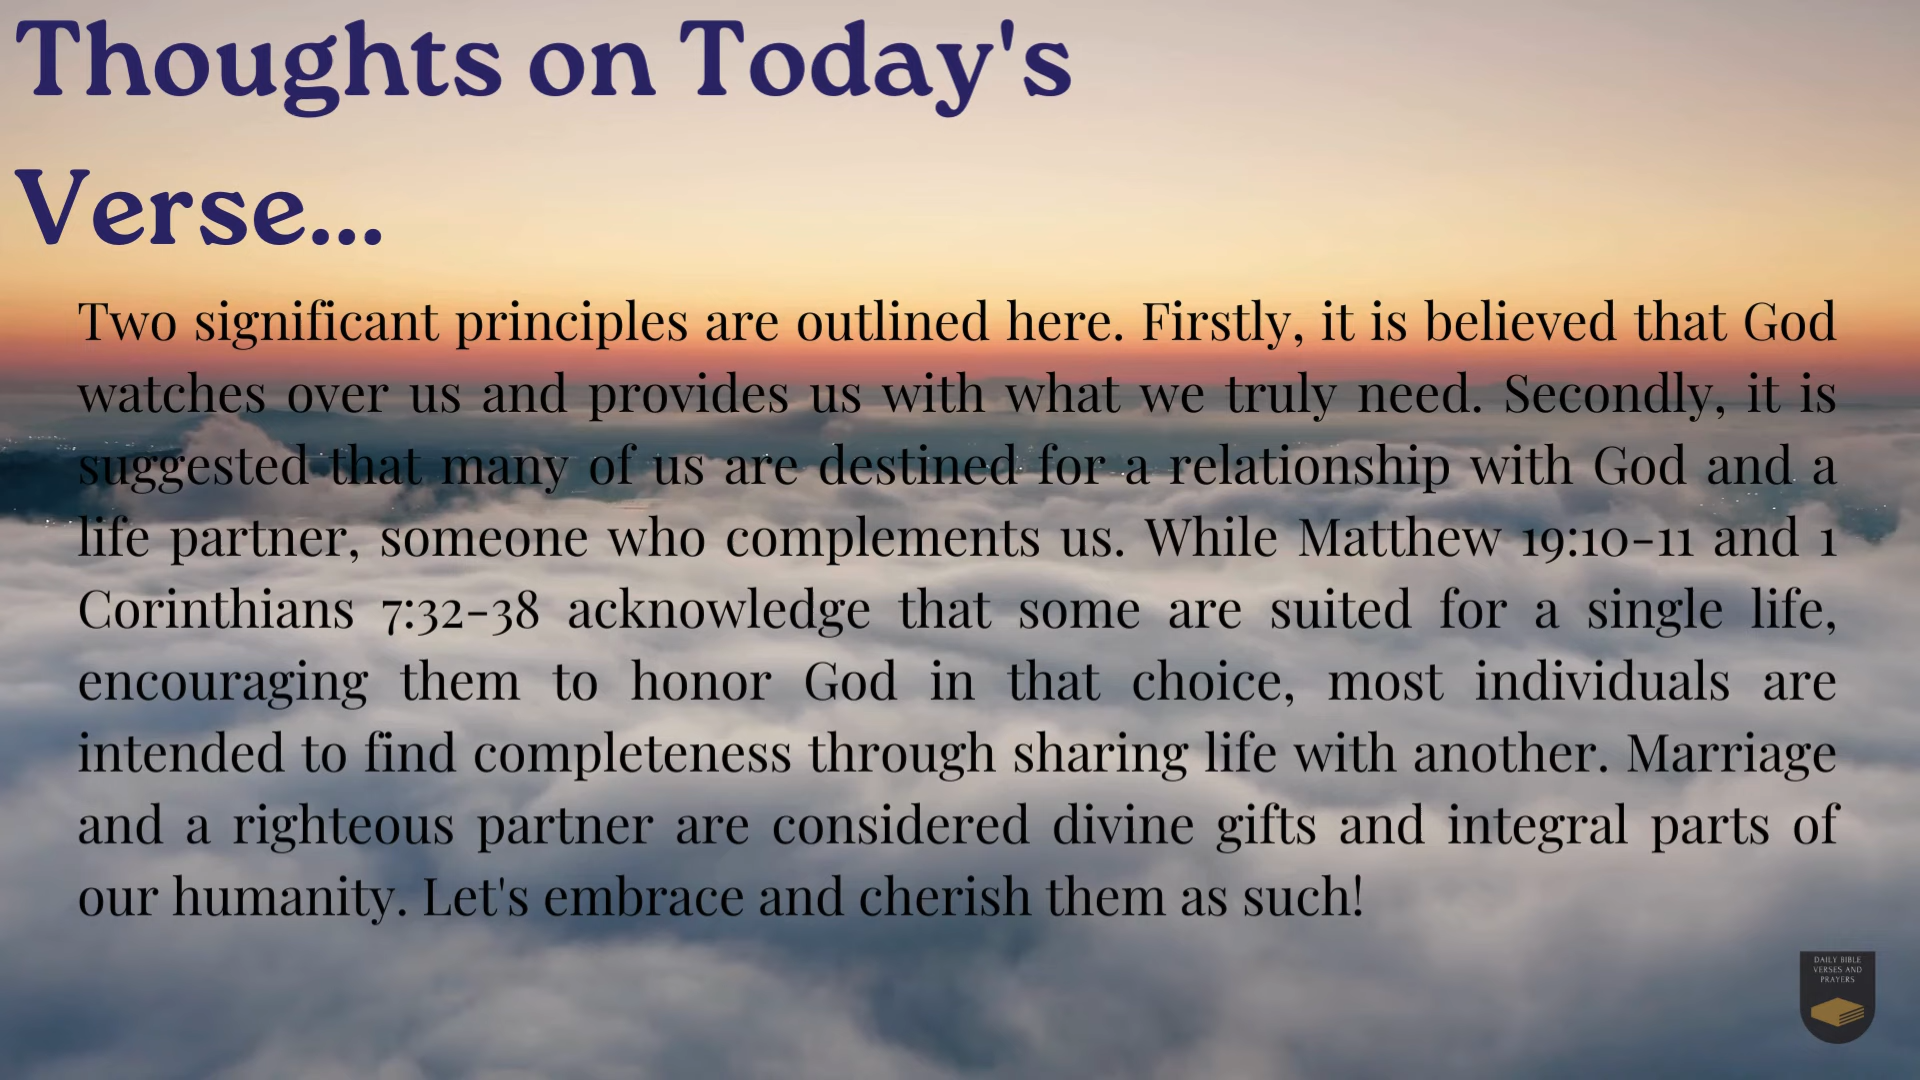 Thoughts on Today's
Verse...
Two significant principles are outlined here. Firstly, it is believed that God
watches over us and provides us with what we truly need. Secondly, it is
suggested that many of us are destined for a relationship with God and a
life partner, someone who complements us. While Matthew 19:10-11 and 1
Corinthians 7:32-38 acknowledge that some are suited for a single life,
encouraging them to honor God in that choice, most individuals are
intended to find completeness through sharing life with another. Marriage
and a righteous partner are considered divine gifts and integral parts of
our humanity. Let's embrace and cherish them as such!
DAILY BIBLE
VERSES AND
PRAYERS